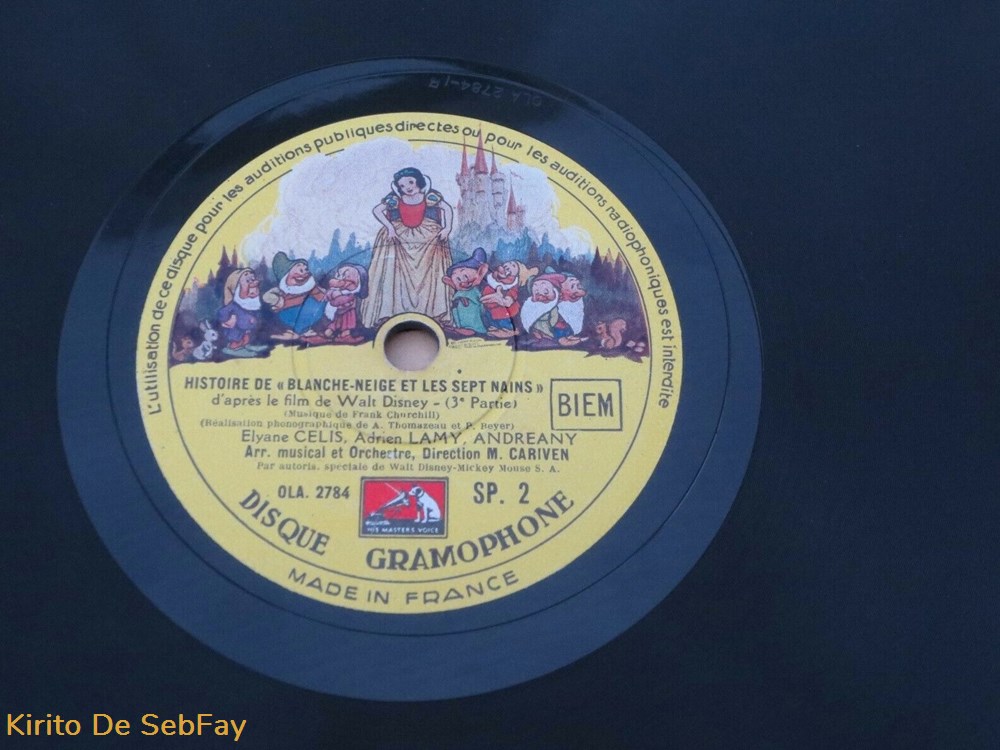 OLA 2784-1
L'utilisation de ce disque pour les auditions publiques directes ou pour les auditions radiophoniques est interdite
HISTOIRE DE « BLANCHE-NEIGE ET LES SEPT NAINS »
d'après le film de Walt Disney - (3e Partie)
BIEM
(Musique de Frank Churchill)
(Réalisation phonographique de A. Thomazeau et P. Boyer)
Elyane CELIS, Adrien LAMY, ANDREANY
Arr. musical et Orchestre, Direction M. CARIVEN
Par autoris. spéciale de Walt Disney-Mickey Mouse S. A.
OLA. 2784
SP. 2
HIS MASTERS VOICE
DISQUE GRAMOPHONE
MADE IN FRANCE
Kirito De SebFay